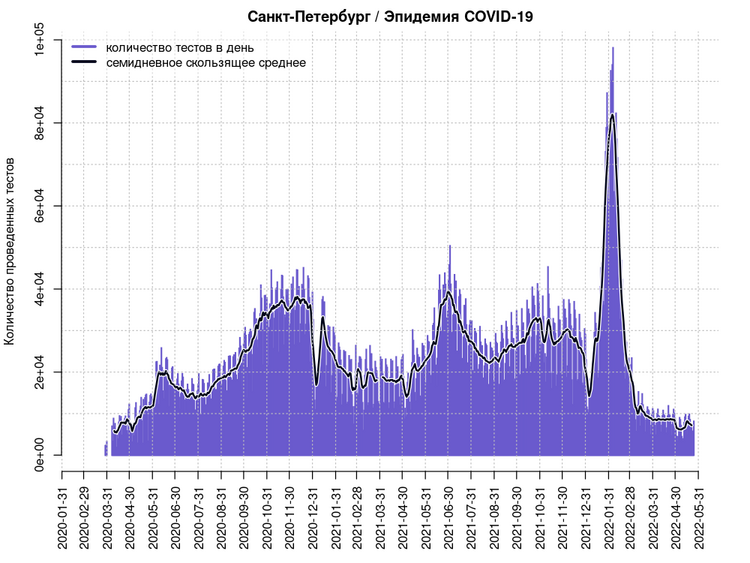 Санкт-Петербург / Эпидемия COVID-19
количество тестов в день
семидневное скользящее среднее
Количество проведенных тестов
1e+05
8e+04
6e+04
4e+04
2e+04
0e+00
2020-01-31
2020-02-29
2020-03-31
2020-04-30
2020-05-31
2020-06-30
2020-07-31
2020-08-31
2020-09-30
2020-10-31
2020-11-30
2020-12-31
2021-01-31
2021-02-28
2021-03-31
2021-04-30
2021-05-31
2021-06-30
2021-07-31
2021-08-31
2021-09-30
2021-10-31
2021-11-30
2021-12-31
2022-01-31
2022-02-28
2022-03-31
2022-04-30
2022-05-31